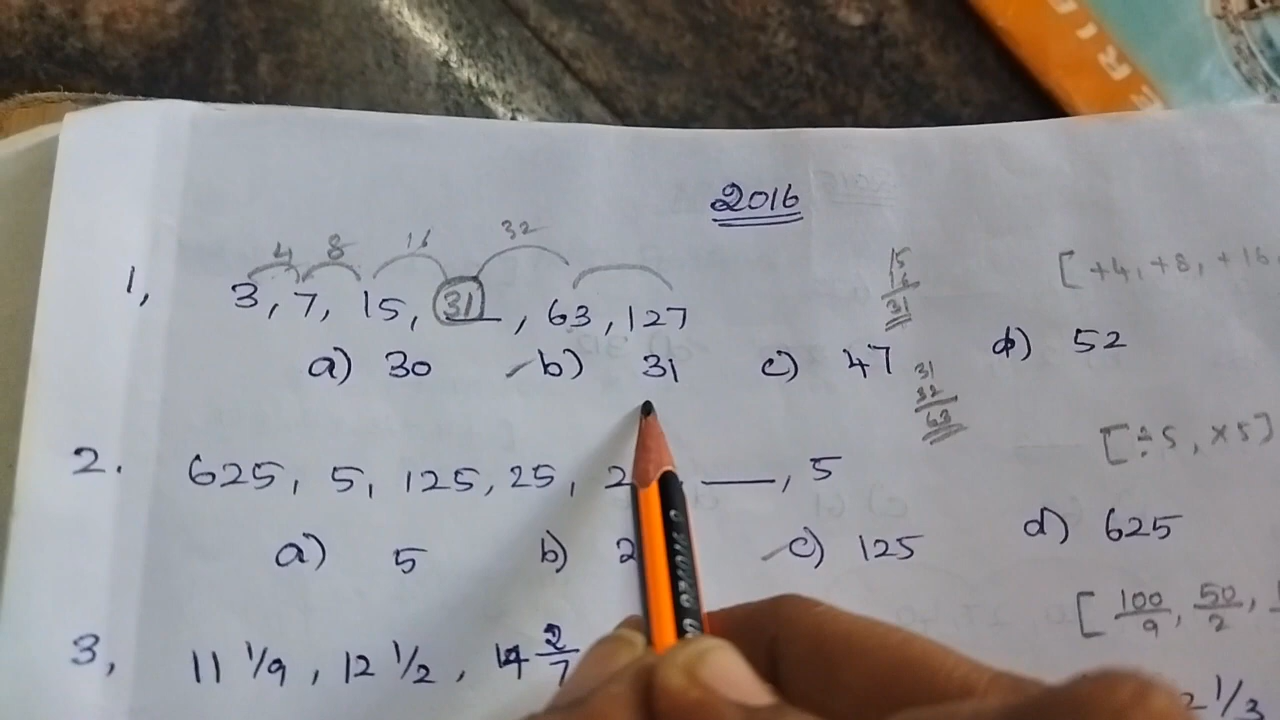 2016
4 8 16 32
1, 3, 7, 15, 31, 63, 127
15
16
31
[+4, +8, +16,
a) 30 b) 31 c) 47 d) 52
31
32
63
[÷5, ×5]
2. 625, 5, 125, 25, 2 , ___, 5
a) 5 b) 2 c) 125 d) 625
[100/9, 50/2,
3, 11 1/9, 12 1/2, 14 2/7
2 1/3
ERIE